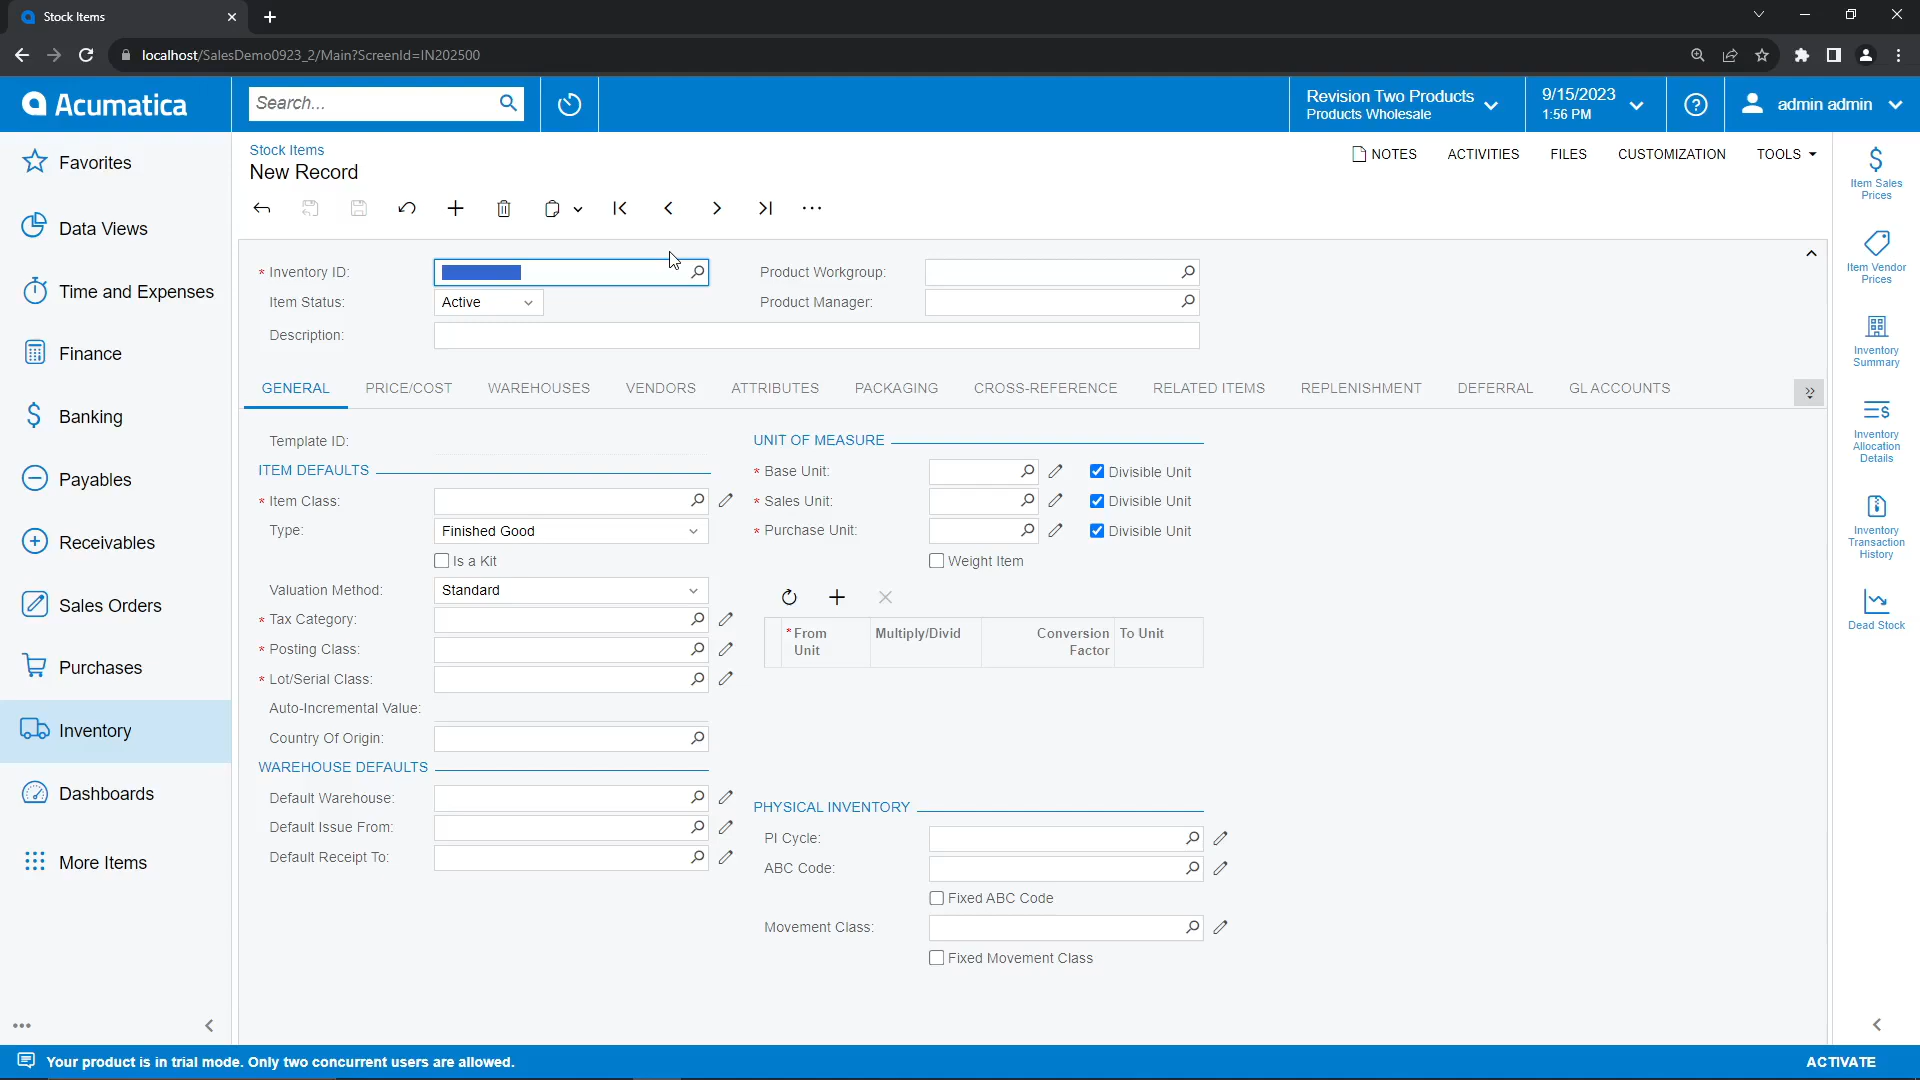 Stock Items
localhost/SalesDemo0923_2/Main?ScreenId=IN202500
Acumatica
Search...
Revision Two Products
Products Wholesale
9/15/2023
1:56 PM
admin admin
Favorites
Data Views
Time and Expenses
Finance
Banking
Payables
Receivables
Sales Orders
Purchases
Inventory
Dashboards
More Items
Stock Items
New Record
NOTES ACTIVITIES FILES CUSTOMIZATION TOOLS
* Inventory ID:
Item Status: Active
Description:
Product Workgroup:
Product Manager:
GENERAL PRICE/COST WAREHOUSES VENDORS ATTRIBUTES PACKAGING CROSS-REFERENCE RELATED ITEMS REPLENISHMENT DEFERRAL GL ACCOUNTS
Template ID:
ITEM DEFAULTS
* Item Class:
Type: Finished Good
Is a Kit
Valuation Method: Standard
* Tax Category:
* Posting Class:
* Lot/Serial Class:
Auto-Incremental Value:
Country Of Origin:
WAREHOUSE DEFAULTS
Default Warehouse:
Default Issue From:
Default Receipt To:
UNIT OF MEASURE
* Base Unit: Divisible Unit
* Sales Unit: Divisible Unit
* Purchase Unit: Divisible Unit
Weight Item
* From Unit Multiply/Divid Conversion Factor To Unit
PHYSICAL INVENTORY
PI Cycle:
ABC Code:
Fixed ABC Code
Movement Class:
Fixed Movement Class
Item Sales
Prices
Item Vendor
Prices
Inventory
Summary
Inventory
Allocation
Details
Inventory
Transaction
History
Dead Stock
Your product is in trial mode. Only two concurrent users are allowed.
ACTIVATE